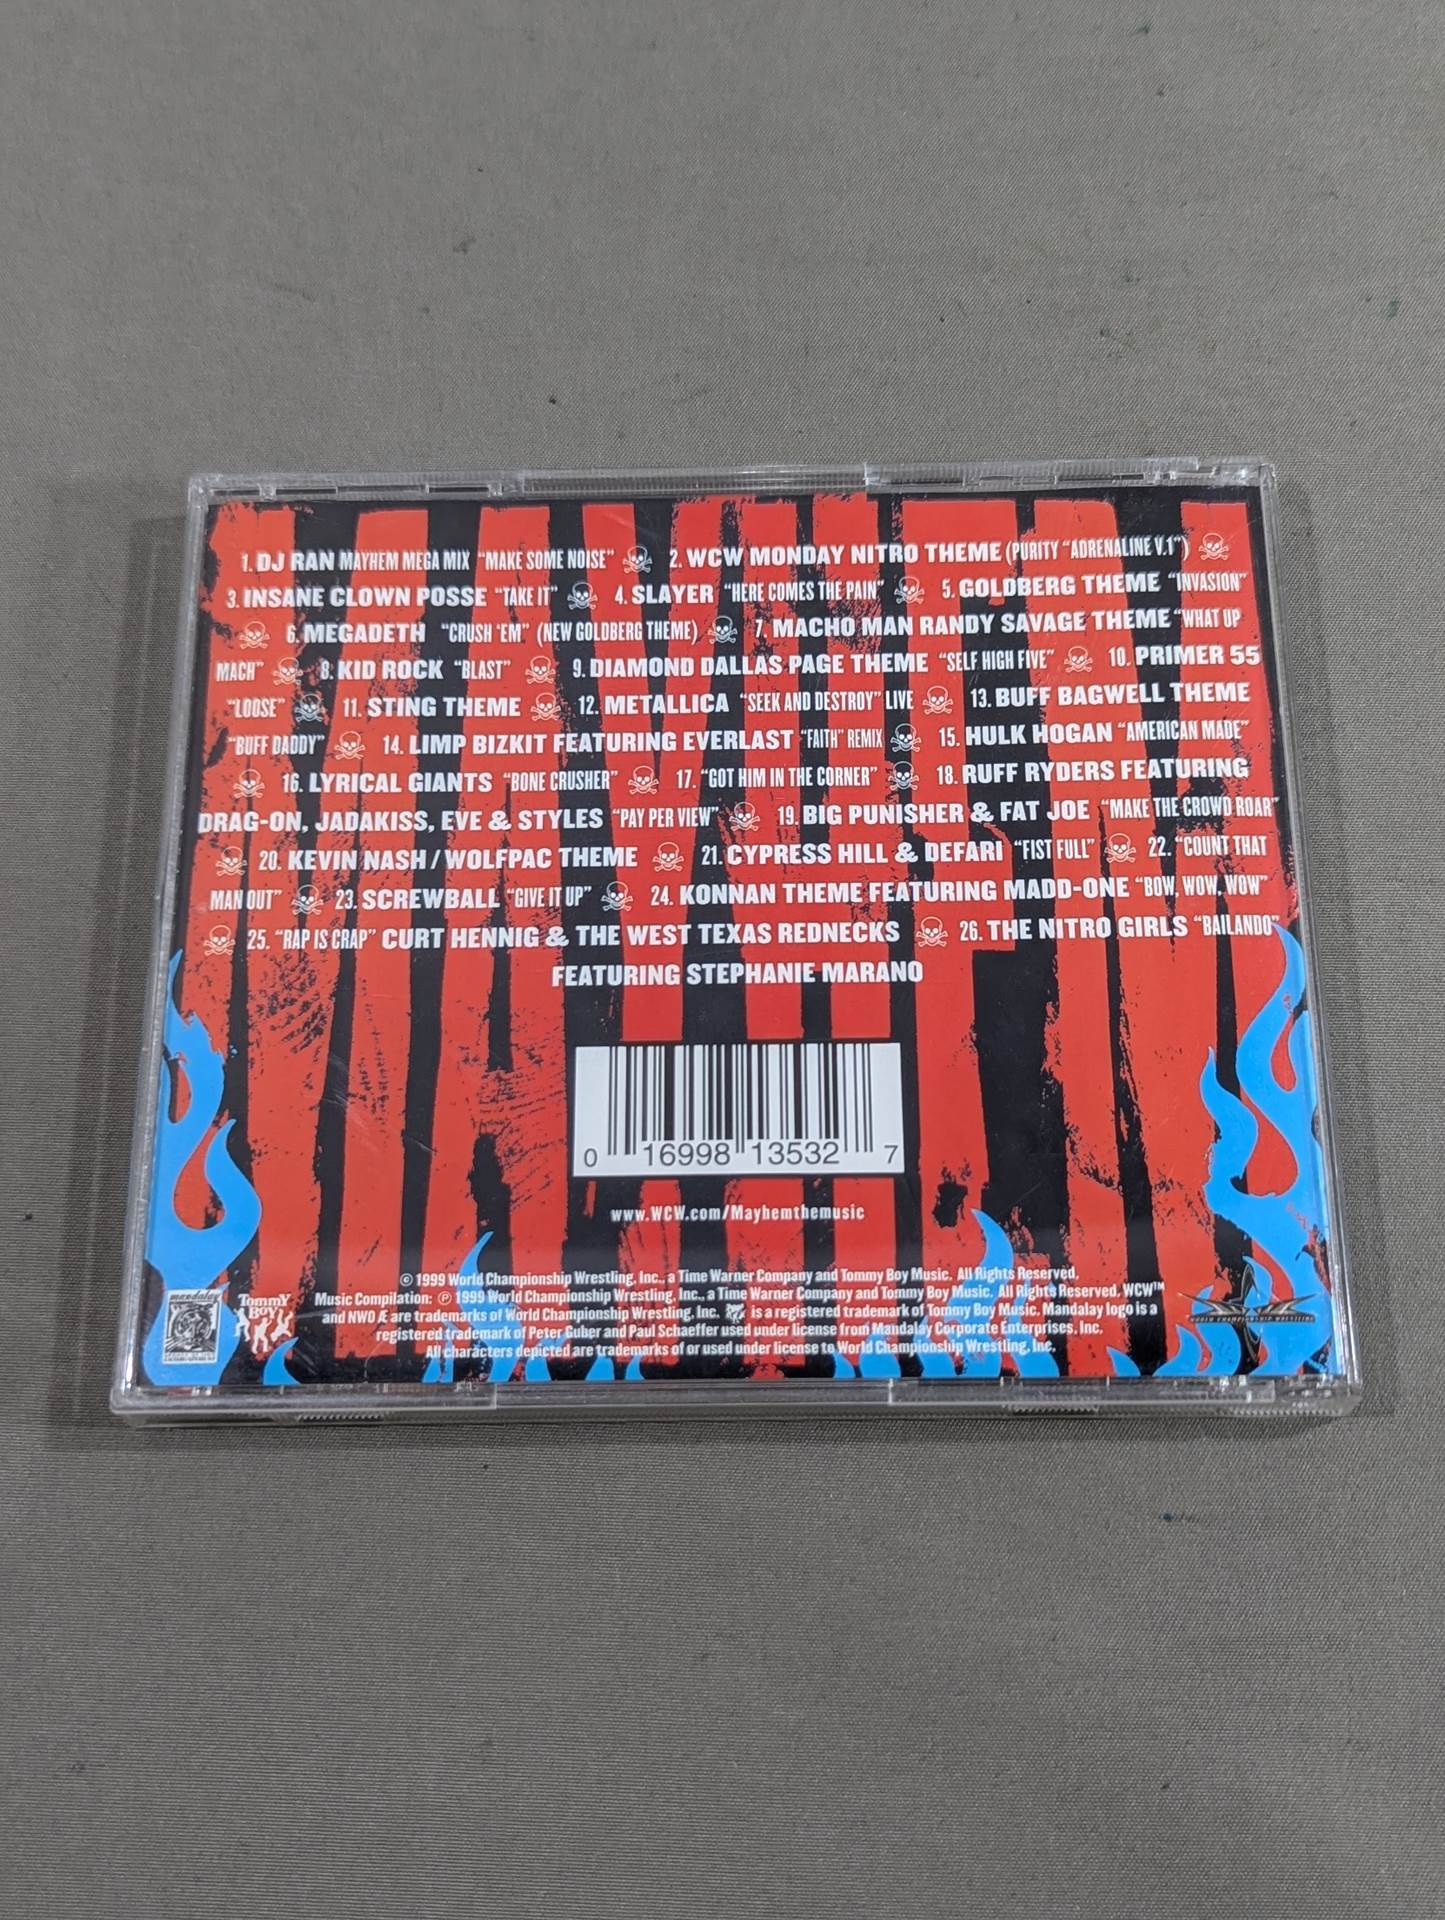 1. DJ RAN MAYHEM MEGA MIX “MAKE SOME NOISE” 2. WCW MONDAY NITRO THEME (PURITY “ADRENALINE V.1”)
3. INSANE CLOWN POSSE “TAKE IT” 4. SLAYER “HERE COMES THE PAIN” 5. GOLDBERG THEME “INVASION”
6. MEGADETH “CRUSH ‘EM” (NEW GOLDBERG THEME) 7. MACHO MAN RANDY SAVAGE THEME “WHAT UP
MACH” 8. KID ROCK “BLAST” 9. DIAMOND DALLAS PAGE THEME “SELF HIGH FIVE” 10. PRIMER 55
“LOOSE” 11. STING THEME 12. METALLICA “SEEK AND DESTROY” LIVE 13. BUFF BAGWELL THEME
“BUFF DADDY” 14. LIMP BIZKIT FEATURING EVERLAST “FAITH” REMIX 15. HULK HOGAN “AMERICAN MADE”
16. LYRICAL GIANTS “BONE CRUSHER” 17. “GOT HIM IN THE CORNER” 18. RUFF RYDERS FEATURING
DRAG-ON, JADAKISS, EVE & STYLES “PAY PER VIEW” 19. BIG PUNISHER & FAT JOE “MAKE THE CROWD ROAR”
20. KEVIN NASH / WOLFPAC THEME 21. CYPRESS HILL & DEFARI “FIST FULL” 22. “COUNT THAT
MAN OUT” 23. SCREWBALL “GIVE IT UP” 24. KONNAN THEME FEATURING MADD-ONE “BOW, WOW, WOW”
25. “RAP IS CRAP” CURT HENNIG & THE WEST TEXAS REDNECKS 26. THE NITRO GIRLS “BAILANDO”
FEATURING STEPHANIE MARANO
0 16998 13532 7
www.WCW.com/Mayhemthemusic
© 1999 World Championship Wrestling, Inc., a Time Warner Company and Tommy Boy Music. All Rights Reserved.
Music Compilation: ℗ 1999 World Championship Wrestling, Inc., a Time Warner Company and Tommy Boy Music. All Rights Reserved. WCW™
and NWO Æ are trademarks of World Championship Wrestling, Inc. is a registered trademark of Tommy Boy Music. Mandalay logo is a
registered trademark of Peter Guber and Paul Schaeffer used under license from Mandalay Corporate Enterprises, Inc.
All characters depicted are trademarks of or used under license to World Championship Wrestling, Inc.
mandalay
TOMMY BOY
WORLD CHAMPIONSHIP WRESTLING